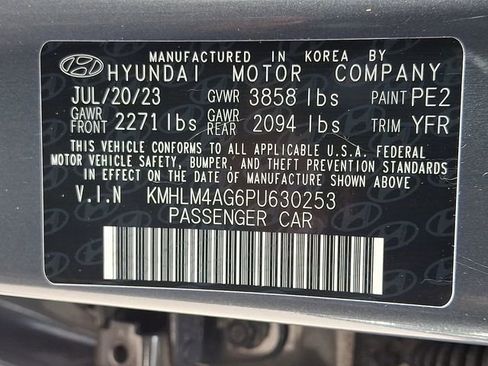 MANUFACTURED IN KOREA BY
HYUNDAI MOTOR COMPANY
JUL/20/23 GVWR 3858 lbs PAINT PE2
GAWR FRONT 2271 lbs GAWR REAR 2094 lbs TRIM YFR
THIS VEHICLE CONFORMS TO ALL APPLICABLE U.S.A. FEDERAL
MOTOR VEHICLE SAFETY, BUMPER, AND THEFT PREVENTION STANDARDS
IN EFFECT ON THE DATE OF MANUFACTURE SHOWN ABOVE.
V.I.N KMHLM4AG6PU630253
PASSENGER CAR